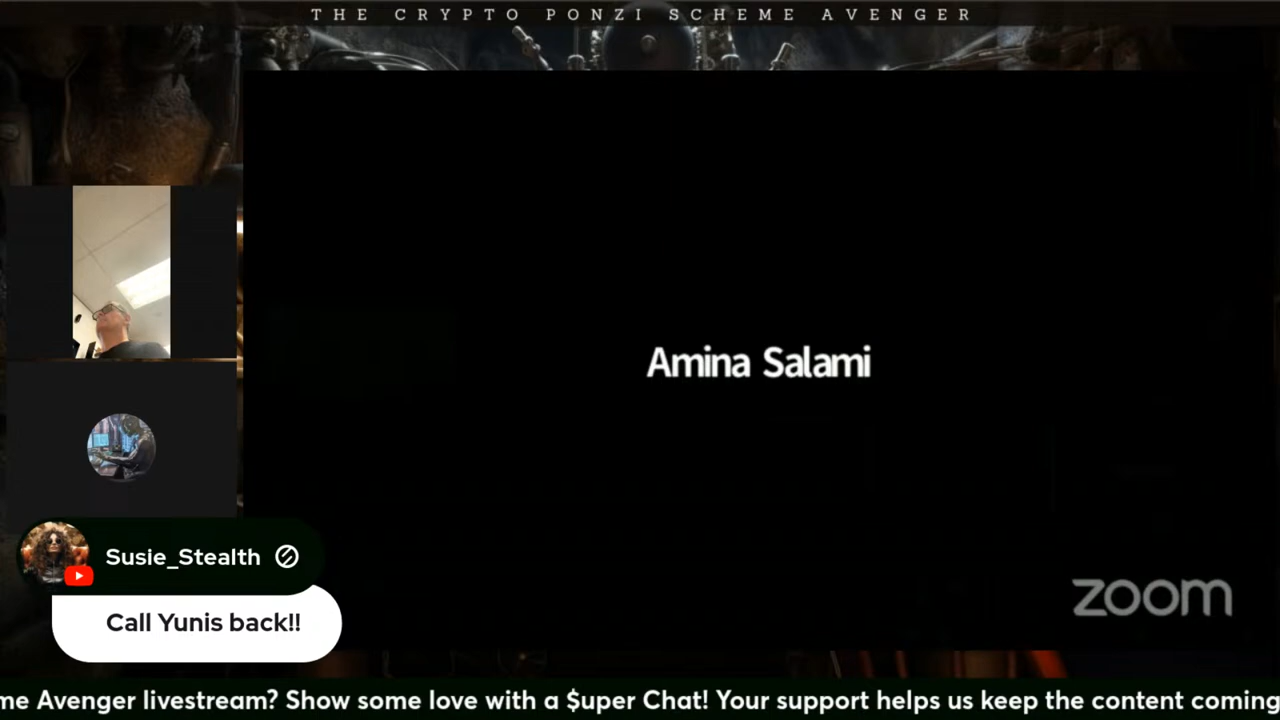 THE CRYPTO PONZI SCHEME AVENGER
Amina Salami
zoom
Susie_Stealth
Call Yunis back!!
me Avenger livestream? Show some love with a $uper Chat! Your support helps us keep the content coming